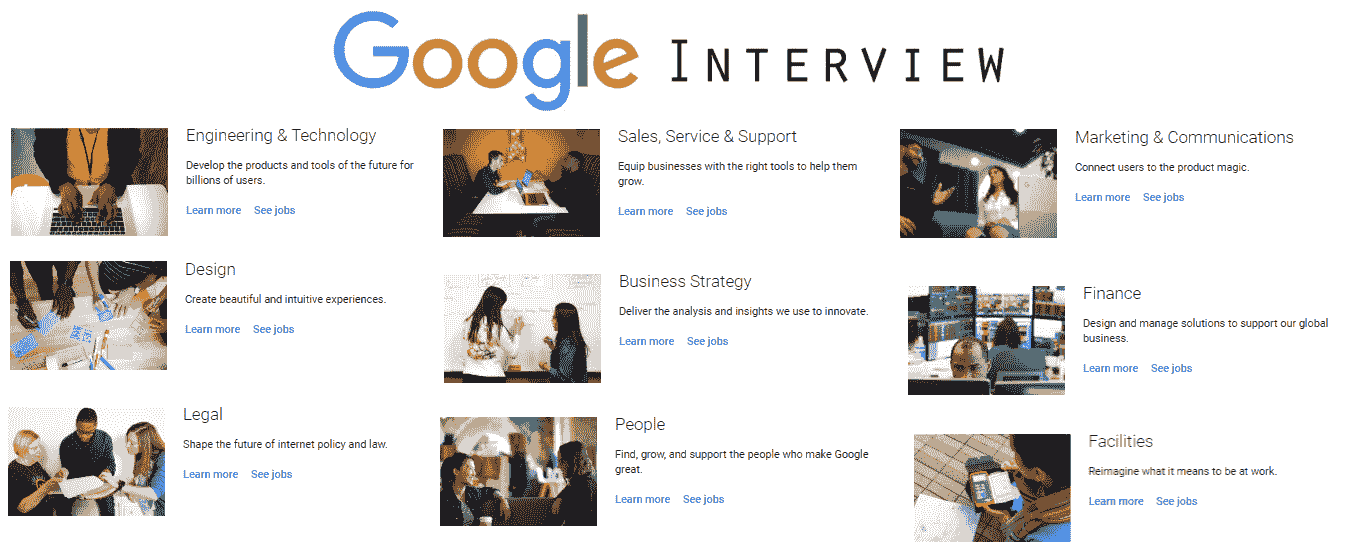 Google INTERVIEW
Engineering & Technology
Develop the products and tools of the future for
billions of users.
Learn more See jobs
Sales, Service & Support
Equip businesses with the right tools to help them
grow.
Learn more See jobs
Marketing & Communications
Connect users to the product magic.
Learn more See jobs
Design
Create beautiful and intuitive experiences.
Learn more See jobs
Business Strategy
Deliver the analysis and insights we use to innovate.
Learn more See jobs
Finance
Design and manage solutions to support our global
business.
Learn more See jobs
Legal
Shape the future of internet policy and law.
Learn more See jobs
People
Find, grow, and support the people who make Google
great.
Learn more See jobs
Facilities
Reimagine what it means to be at work.
Learn more See jobs